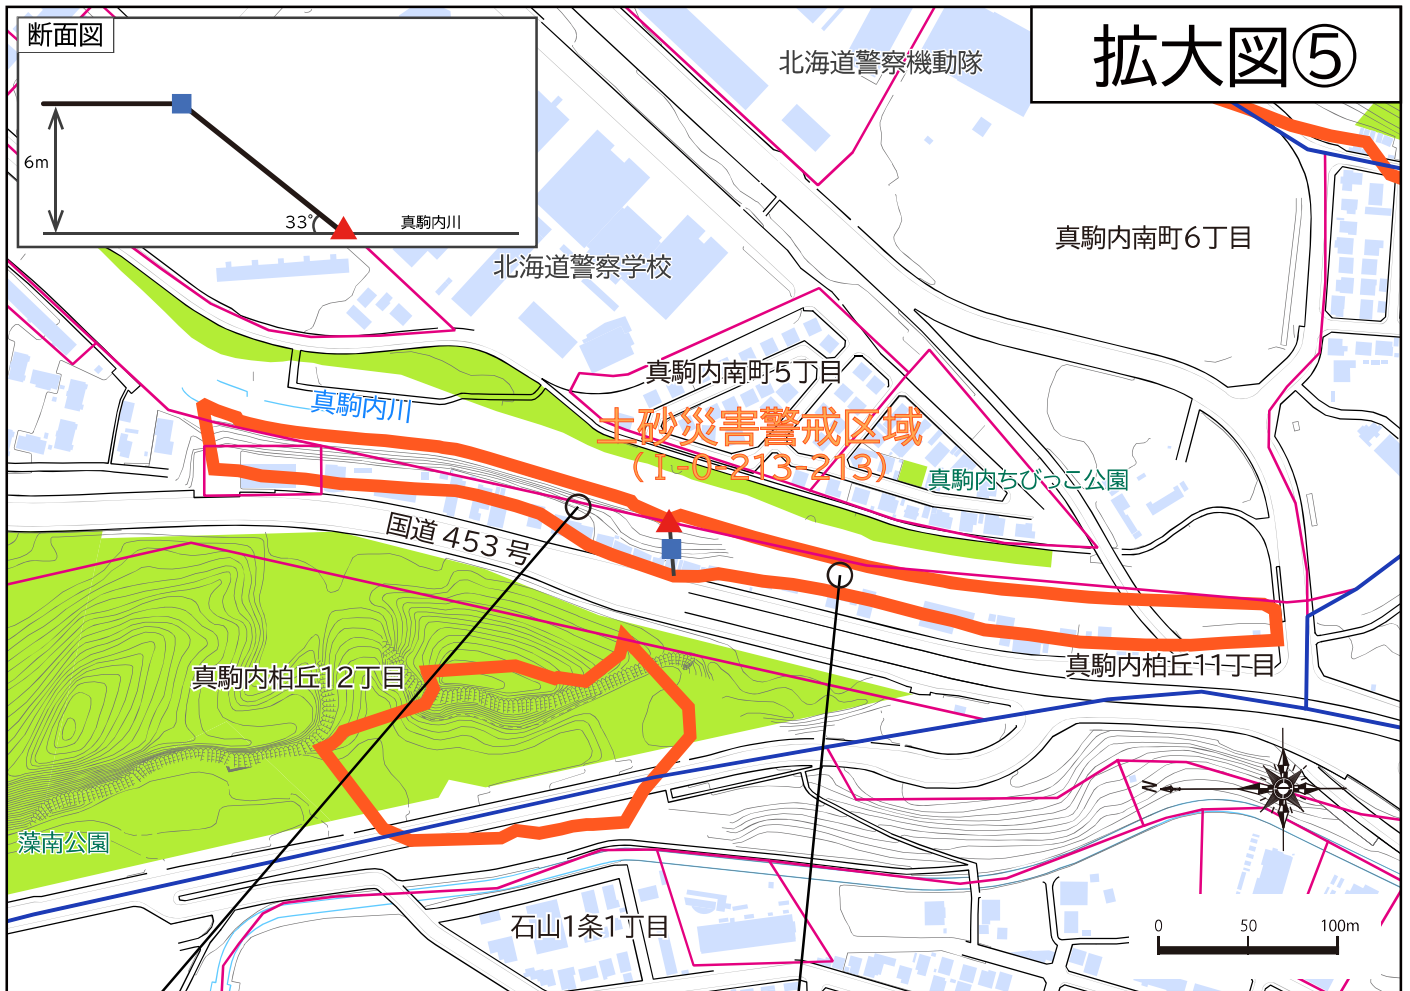 断面図
拡大図⑤
北海道警察機動隊
6m
33°
真駒内川
真駒内南町6丁目
北海道警察学校
真駒内南町5丁目
真駒内川
土砂災害警戒区域
(Ⅰ-0-213-213)
真駒内ちびっこ公園
国道 453 号
真駒内柏丘11丁目
真駒内柏丘12丁目
N
藻南公園
石山1条1丁目
0 50 100m